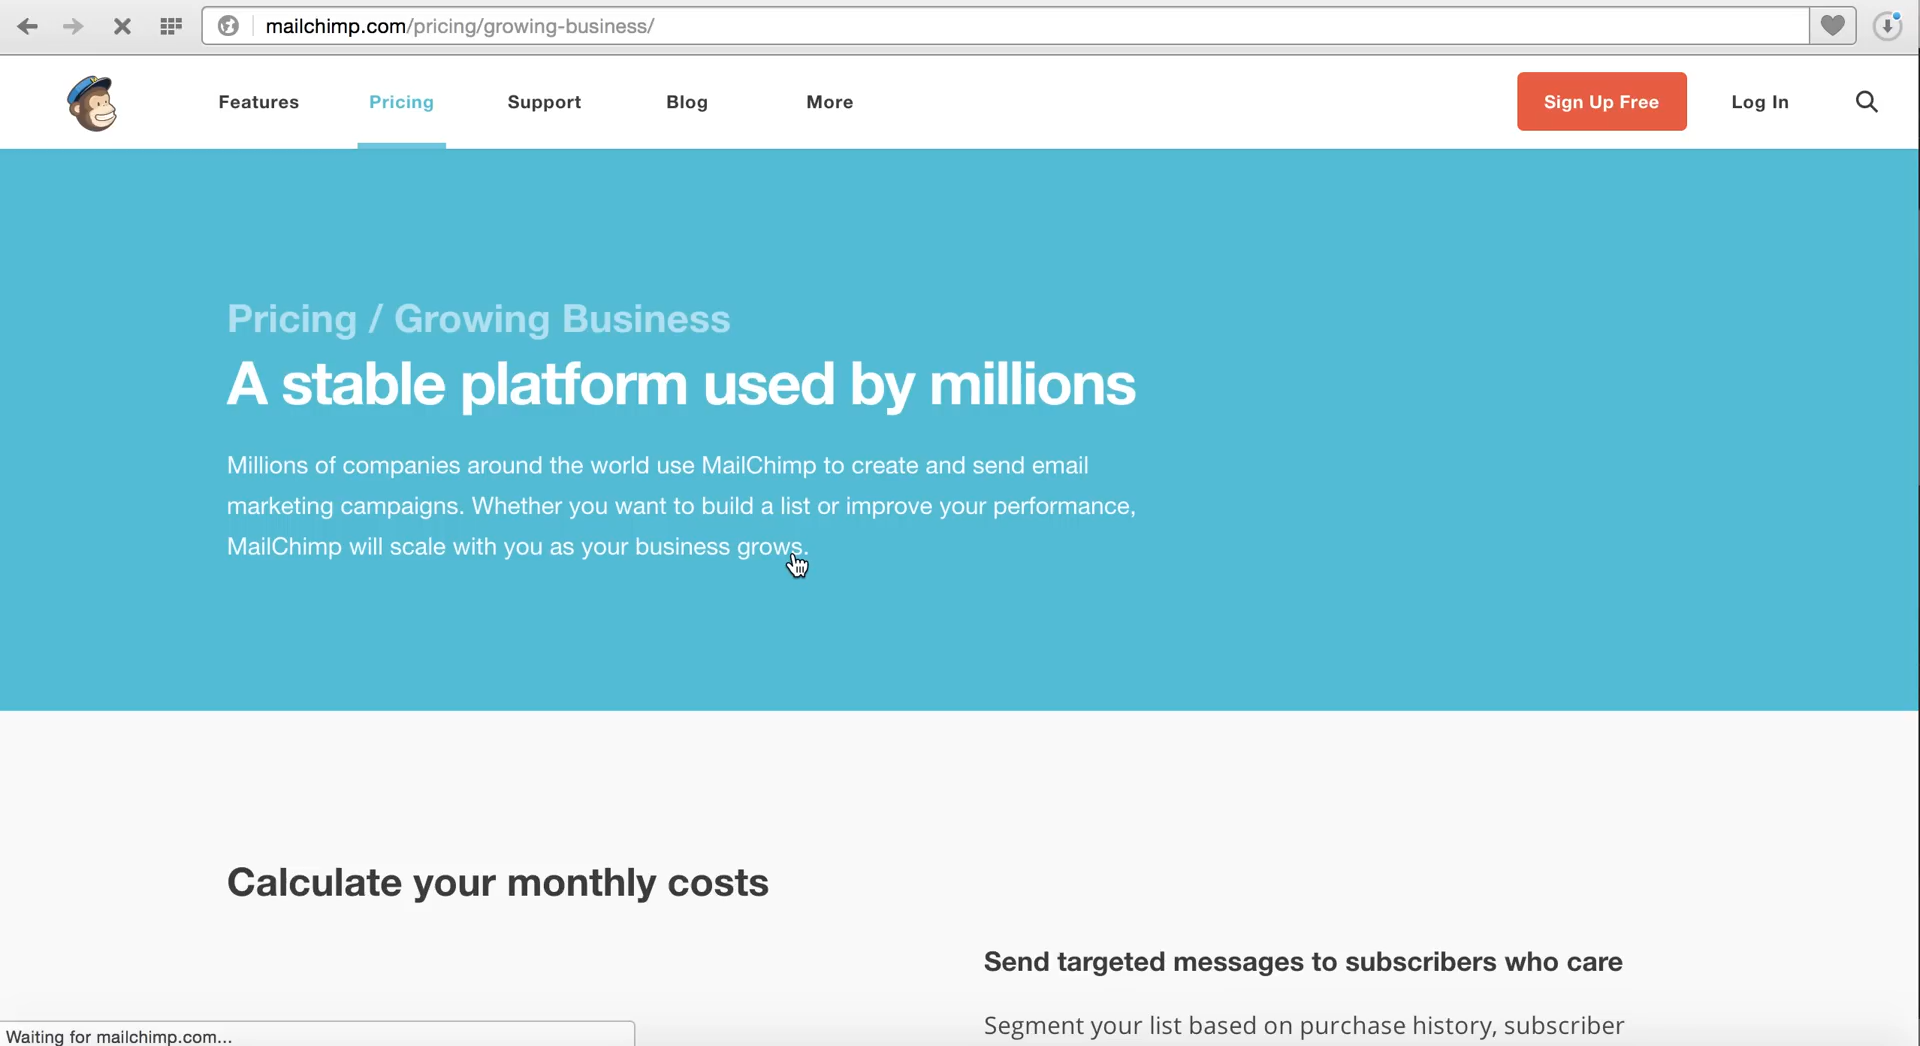 mailchimp.com/pricing/growing-business/
Features Pricing Support Blog More Sign Up Free Log In
Pricing / Growing Business
A stable platform used by millions
Millions of companies around the world use MailChimp to create and send email
marketing campaigns. Whether you want to build a list or improve your performance,
MailChimp will scale with you as your business grows.
Calculate your monthly costs
Send targeted messages to subscribers who care
Segment your list based on purchase history, subscriber
Waiting for mailchimp.com...